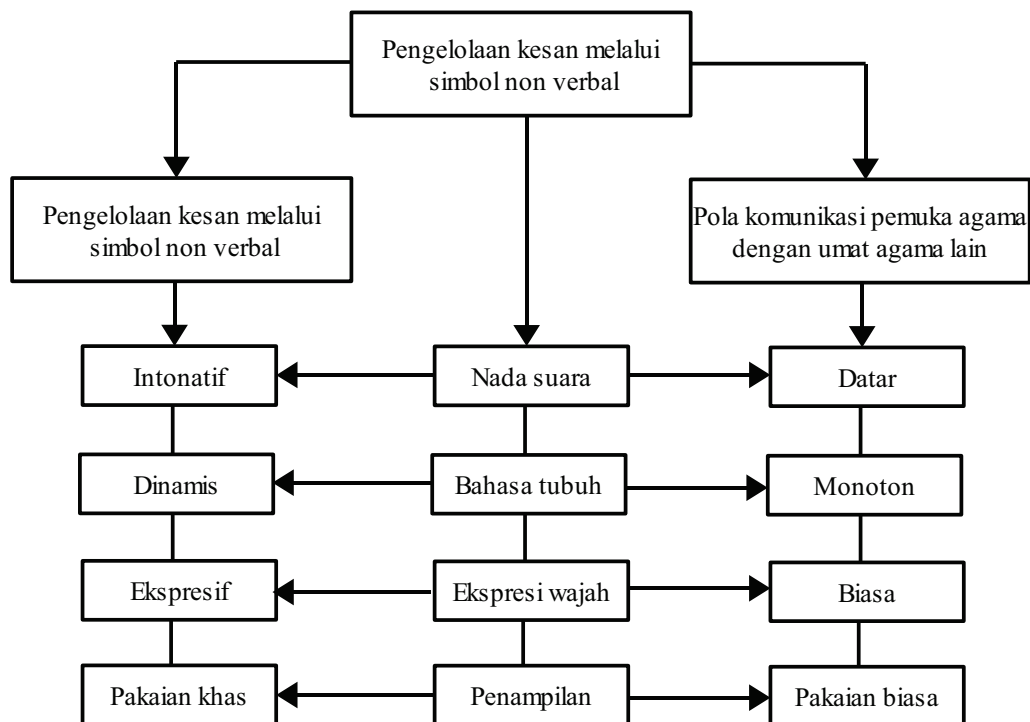 Pengelolaan kesan melalui
simbol non verbal
Pengelolaan kesan melalui
simbol non verbal
Pola komunikasi pemuka agama
dengan umat agama lain
Intonatif
Nada suara
Datar
Dinamis
Bahasa tubuh
Monoton
Ekspresif
Ekspresi wajah
Biasa
Pakaian khas
Penampilan
Pakaian biasa